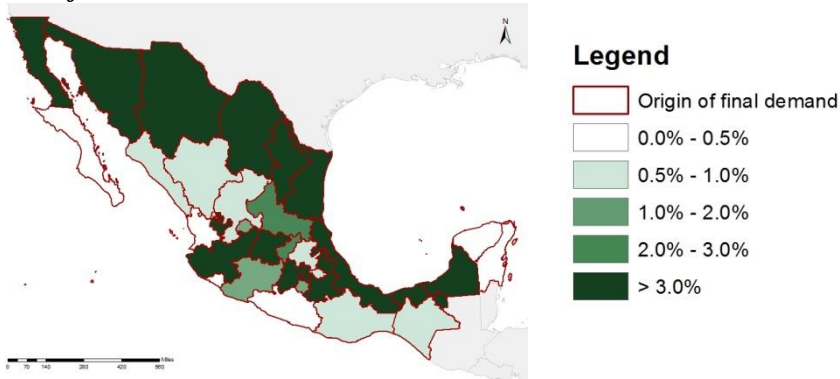 N
Legend
Origin of final demand
0.0% - 0.5%
0.5% - 1.0%
1.0% - 2.0%
2.0% - 3.0%
> 3.0%
Miles
0 70 140 280 420 560